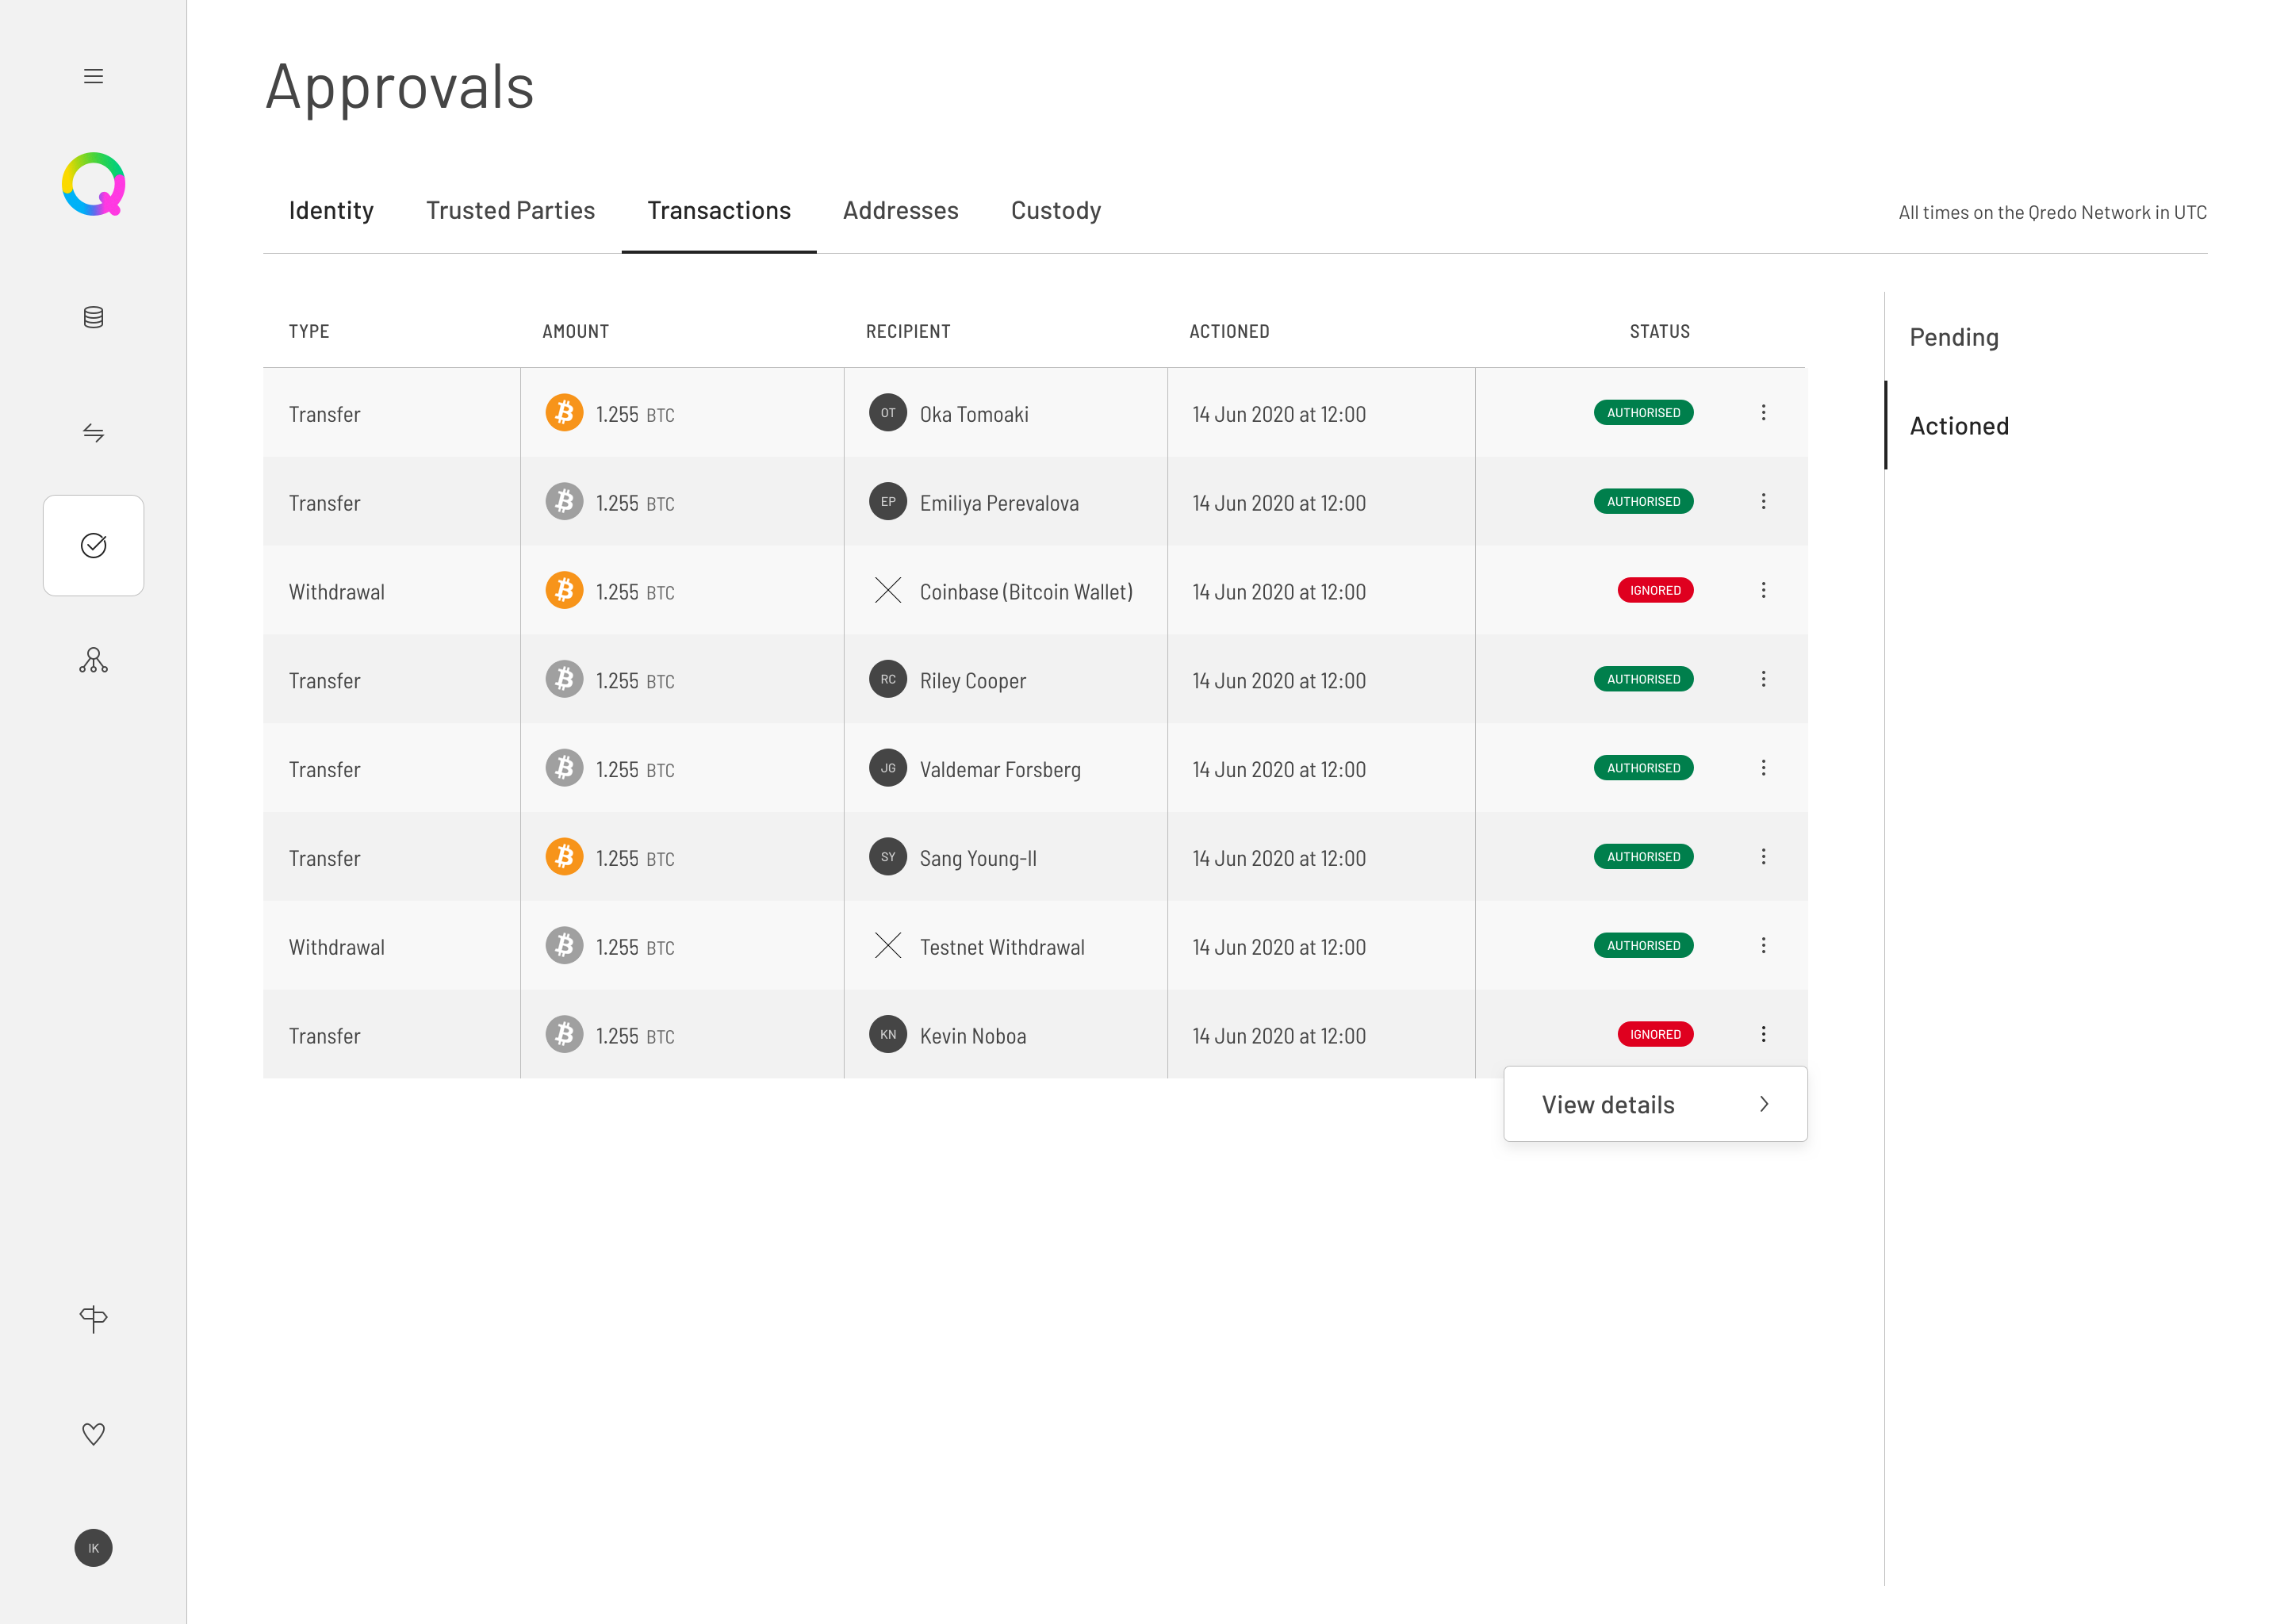 Approvals
Identity Trusted Parties Transactions Addresses Custody All times on the Qredo Network in UTC
TYPE AMOUNT RECIPIENT ACTIONED STATUS
Pending
Actioned
Transfer 1.255 BTC OT Oka Tomoaki 14 Jun 2020 at 12:00 AUTHORISED
Transfer 1.255 BTC EP Emiliya Perevalova 14 Jun 2020 at 12:00 AUTHORISED
Withdrawal 1.255 BTC Coinbase (Bitcoin Wallet) 14 Jun 2020 at 12:00 IGNORED
Transfer 1.255 BTC RC Riley Cooper 14 Jun 2020 at 12:00 AUTHORISED
Transfer 1.255 BTC JG Valdemar Forsberg 14 Jun 2020 at 12:00 AUTHORISED
Transfer 1.255 BTC SY Sang Young-Il 14 Jun 2020 at 12:00 AUTHORISED
Withdrawal 1.255 BTC Testnet Withdrawal 14 Jun 2020 at 12:00 AUTHORISED
Transfer 1.255 BTC KN Kevin Noboa 14 Jun 2020 at 12:00 IGNORED
View details
IK